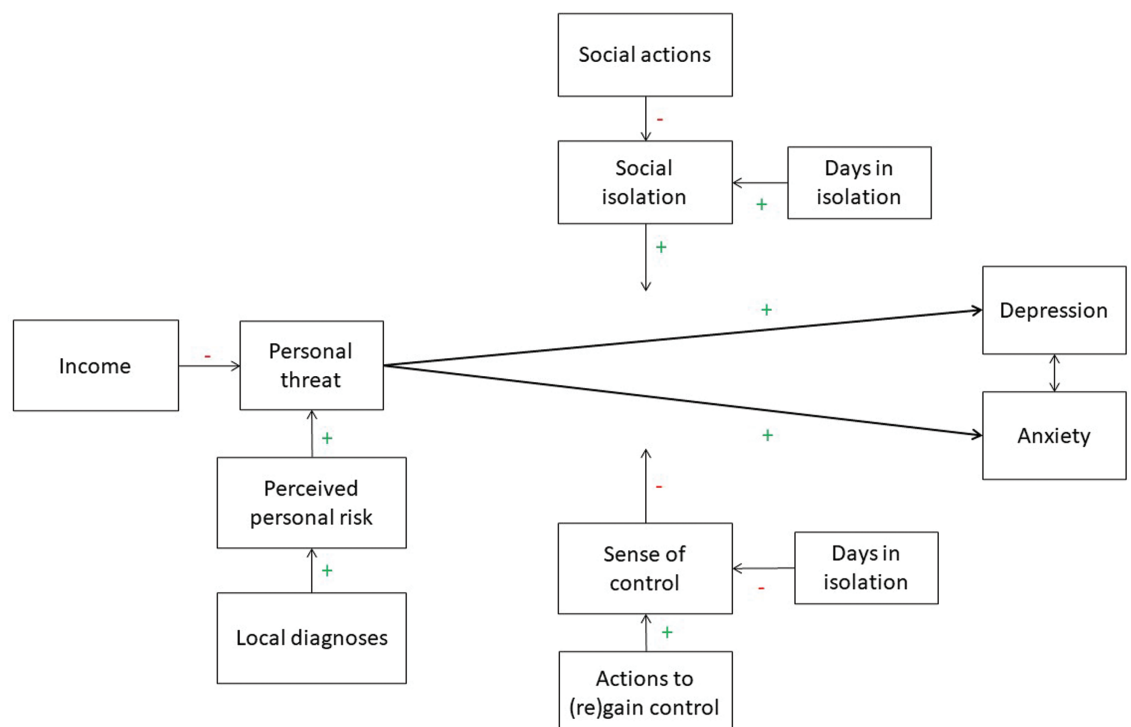 Social actions
-
Social
isolation
Days in
isolation
+
+
Depression
+
Income
-
Personal
threat
Anxiety
+
+
Perceived
personal risk
-
Sense of
control
Days in
isolation
+
-
Local diagnoses
+
Actions to
(re)gain control